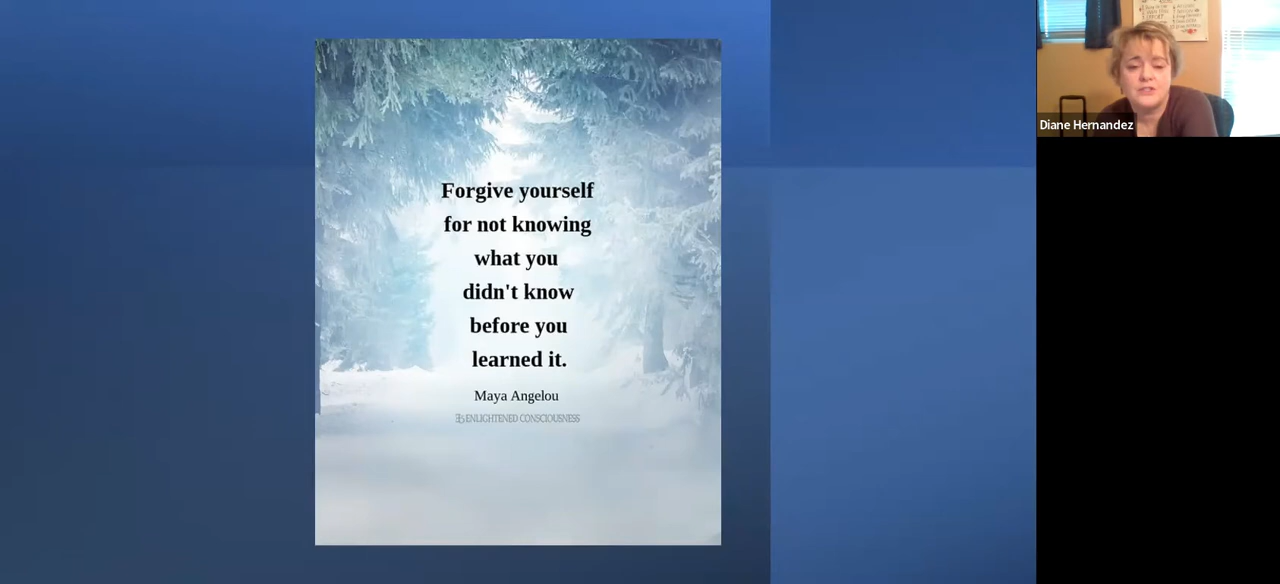 Forgive yourself
for not knowing
what you
didn't know
before you
learned it.
Maya Angelou
ENLIGHTENED CONSCIOUSNESS
Diane Hernandez